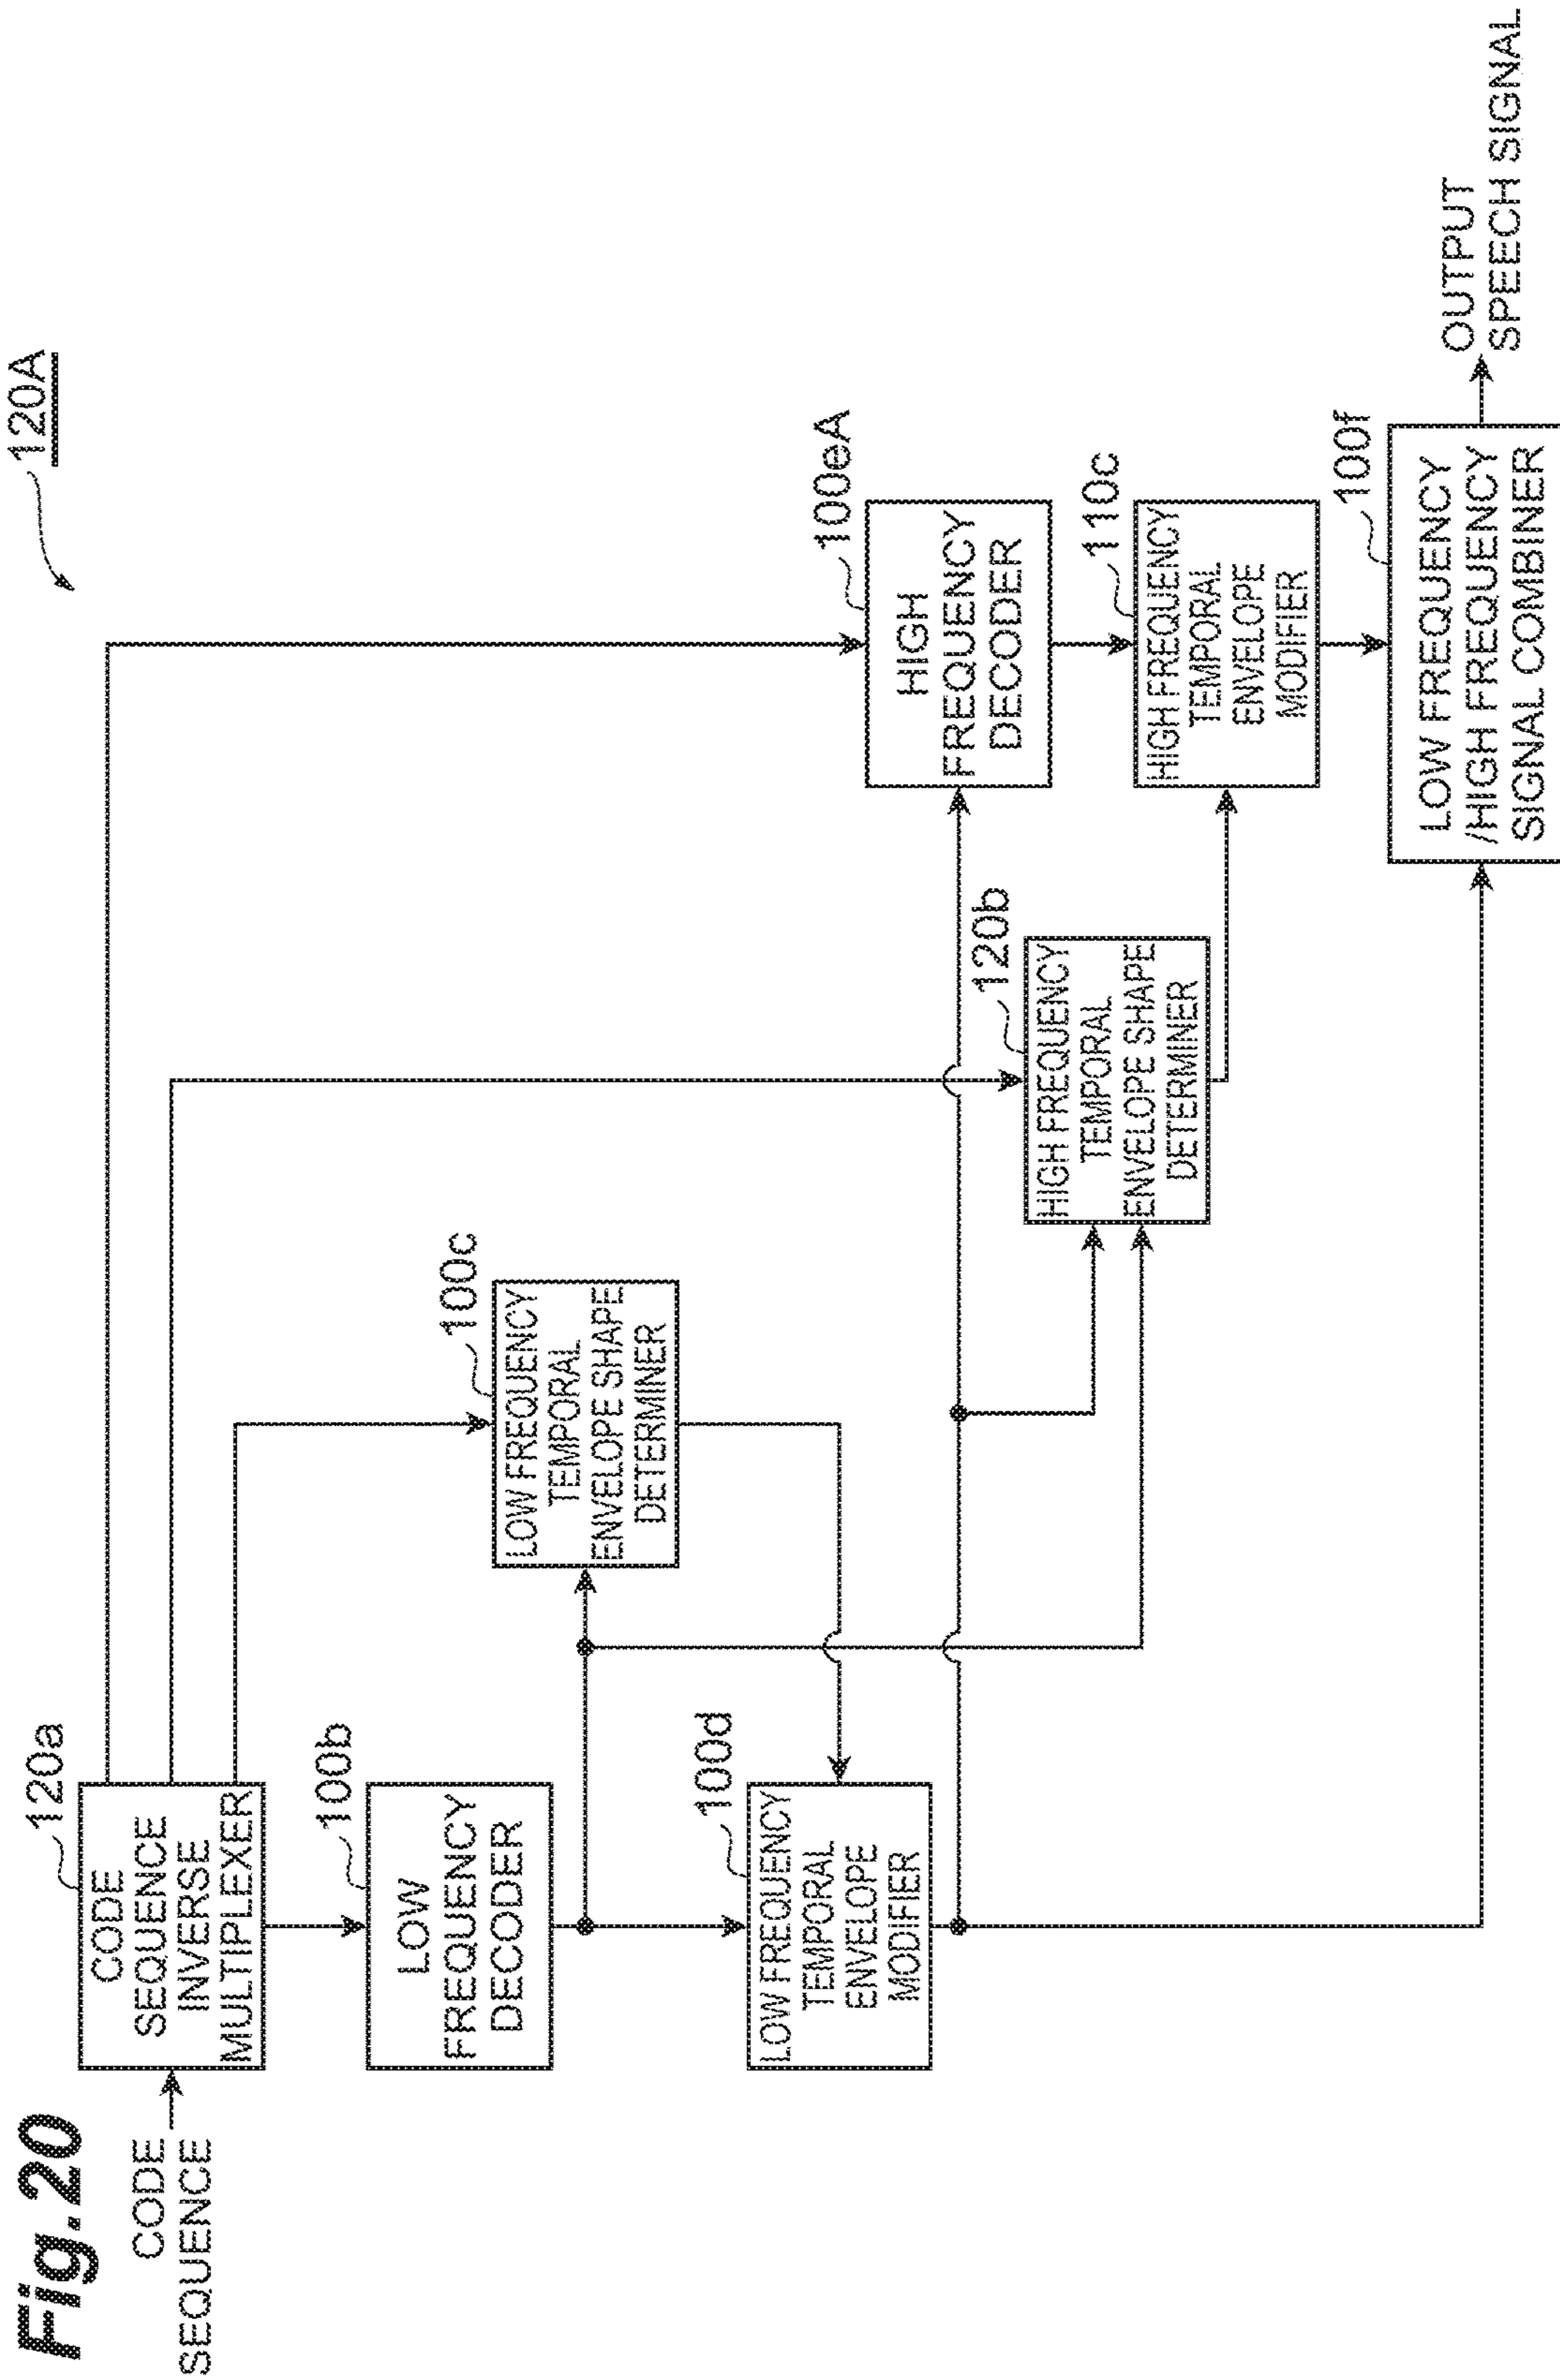 Fig.20
120A
CODE
SEQUENCE
120a
CODE
SEQUENCE
INVERSE
MULTIPLEXER
100b
LOW
FREQUENCY
DECODER
100c
LOW FREQUENCY
TEMPORAL
ENVELOPE SHAPE
DETERMINER
100d
LOW FREQUENCY
TEMPORAL
ENVELOPE
MODIFIER
120b
HIGH FREQUENCY
TEMPORAL
ENVELOPE SHAPE
DETERMINER
100eA
HIGH
FREQUENCY
DECODER
110c
HIGH FREQUENCY
TEMPORAL
ENVELOPE
MODIFIER
100f
LOW FREQUENCY
/HIGH FREQUENCY
SIGNAL COMBINER
OUTPUT
SPEECH SIGNAL